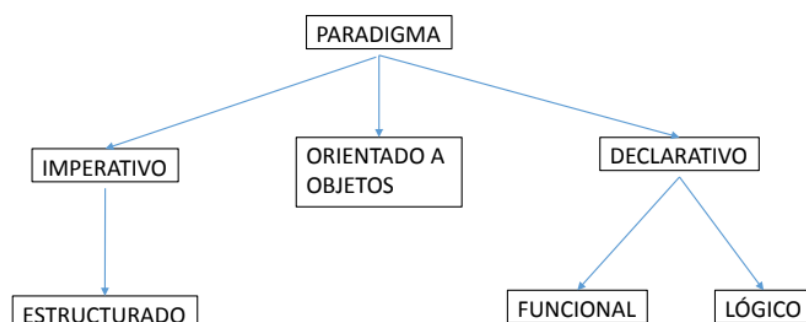 PARADIGMA
IMPERATIVO
ORIENTADO A
OBJETOS
DECLARATIVO
ESTRUCTURADO
FUNCIONAL
LÓGICO